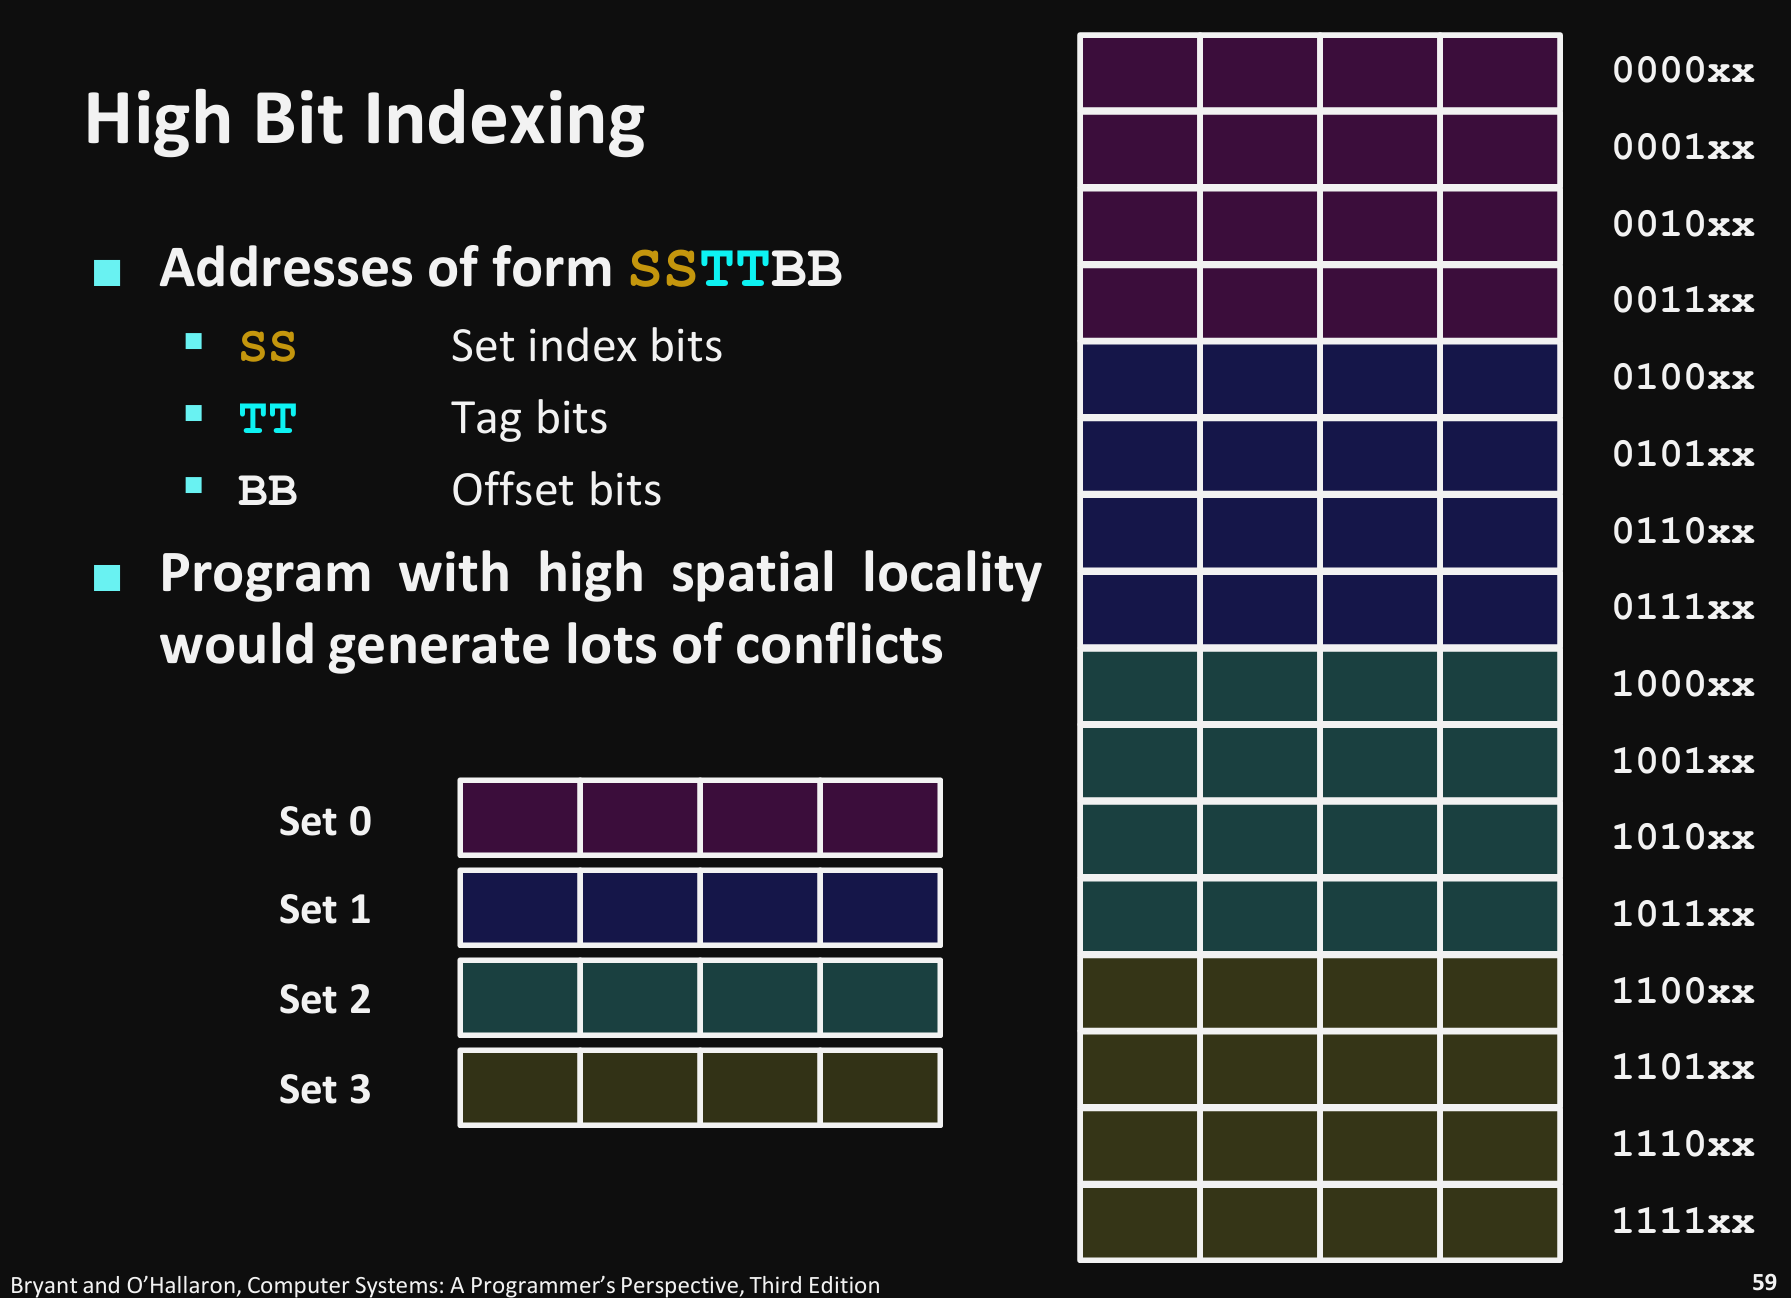 High Bit Indexing
Addresses of form SSTTBB
SS Set index bits
TT Tag bits
BB Offset bits
Program with high spatial locality
would generate lots of conflicts
Set 0
Set 1
Set 2
Set 3
0000xx
0001xx
0010xx
0011xx
0100xx
0101xx
0110xx
0111xx
1000xx
1001xx
1010xx
1011xx
1100xx
1101xx
1110xx
1111xx
Bryant and O’Hallaron, Computer Systems: A Programmer’s Perspective, Third Edition
59